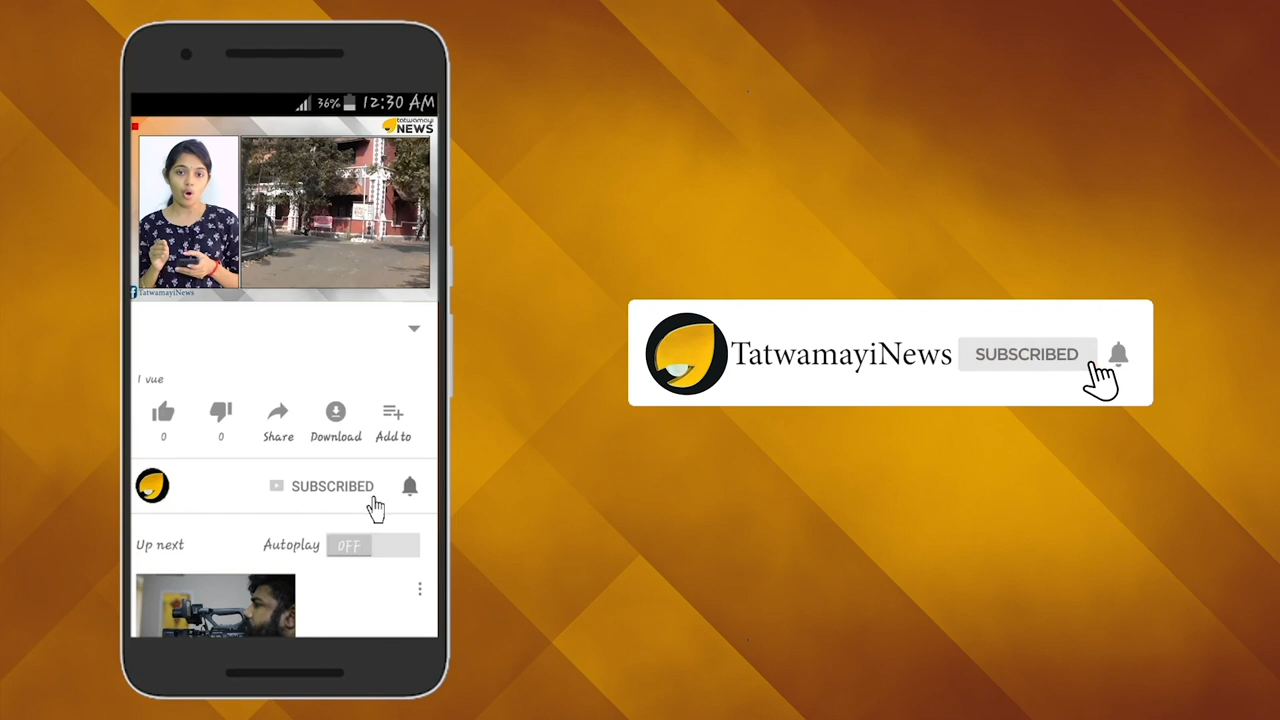 36% 12:30 AM
tatwamayi
NEWS
TatwamayiNews
1 vue
0 0 Share Download Add to
SUBSCRIBED
Up next Autoplay OFF
TatwamayiNews SUBSCRIBED